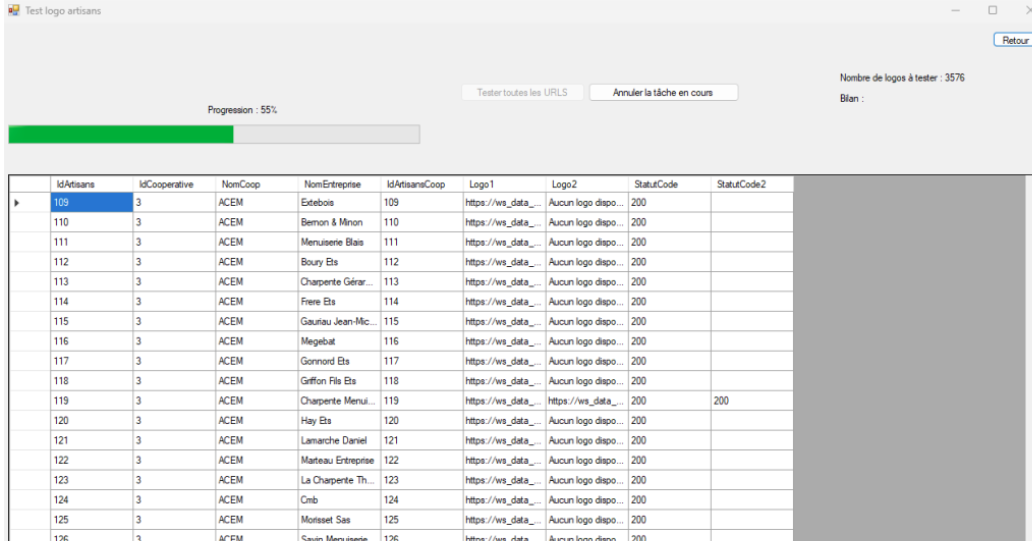 Test logo artisans
Retour
Nombre de logos à tester : 3576
Tester toutes les URLS Annuler la tâche en cours
Bilan :
Progression : 55%
IdArtisans IdCooperative NomCoop NomEntreprise IdArtisansCoop Logo1 Logo2 StatutCode StatutCode2
109 3 ACEM Extebois 109 https://ws_data_... Aucun logo dispo... 200
110 3 ACEM Bernon & Minon 110 https://ws_data_... Aucun logo dispo... 200
111 3 ACEM Menuiserie Blais 111 https://ws_data_... Aucun logo dispo... 200
112 3 ACEM Boury Ets 112 https://ws_data_... Aucun logo dispo... 200
113 3 ACEM Charpente Gérar... 113 https://ws_data_... Aucun logo dispo... 200
114 3 ACEM Frere Ets 114 https://ws_data_... Aucun logo dispo... 200
115 3 ACEM Gauriau Jean-Mic... 115 https://ws_data_... Aucun logo dispo... 200
116 3 ACEM Megebat 116 https://ws_data_... Aucun logo dispo... 200
117 3 ACEM Gonnord Ets 117 https://ws_data_... Aucun logo dispo... 200
118 3 ACEM Griffon Fils Ets 118 https://ws_data_... Aucun logo dispo... 200
119 3 ACEM Charpente Menui... 119 https://ws_data_... https://ws_data_... 200 200
120 3 ACEM Hay Ets 120 https://ws_data_... Aucun logo dispo... 200
121 3 ACEM Lamarche Daniel 121 https://ws_data_... Aucun logo dispo... 200
122 3 ACEM Marteau Entreprise 122 https://ws_data_... Aucun logo dispo... 200
123 3 ACEM La Charpente Th... 123 https://ws_data_... Aucun logo dispo... 200
124 3 ACEM Cmb 124 https://ws_data_... Aucun logo dispo... 200
125 3 ACEM Morisset Sas 125 https://ws_data_... Aucun logo dispo... 200
126 3 ACEM Savin Menuiserie 126 https://ws_data_... Aucun logo dispo... 200